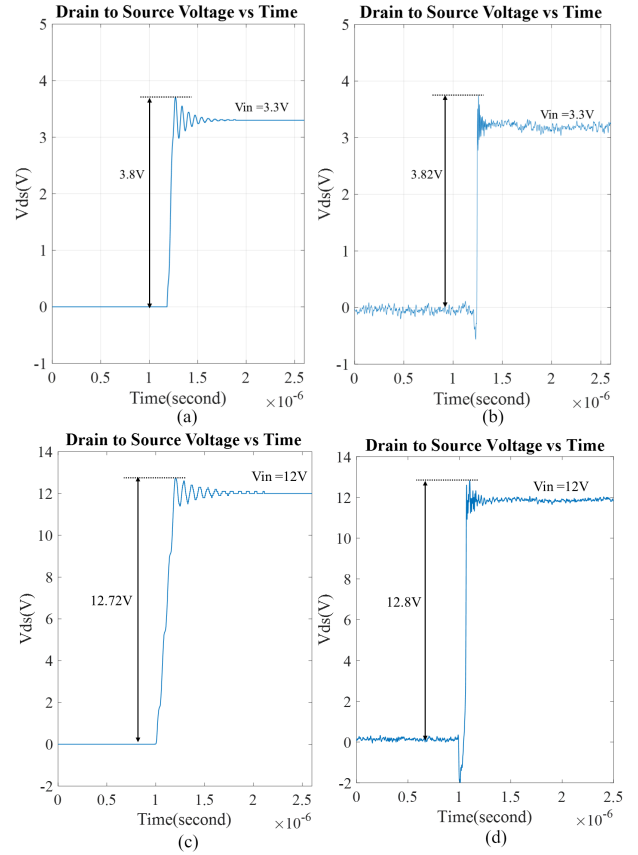 Drain to Source Voltage vs Time
Vds(V)
5
4
3
2
1
0
-1
Vin =3.3V
3.8V
0 0.5 1 1.5 2 2.5
Time(second) ×10-6
(a)
Drain to Source Voltage vs Time
Vds(V)
5
4
3
2
1
0
-1
Vin =3.3V
3.82V
0 0.5 1 1.5 2 2.5
Time(second) ×10-6
(b)
Drain to Source Voltage vs Time
Vds(V)
14
12
10
8
6
4
2
0
-2
Vin =12V
12.72V
0 0.5 1 1.5 2 2.5
Time(second) ×10-6
(c)
Drain to Source Voltage vs Time
Vds(V)
14
12
10
8
6
4
2
0
-2
Vin =12V
12.8V
0 0.5 1 1.5 2 2.5
Time(second) ×10-6
(d)